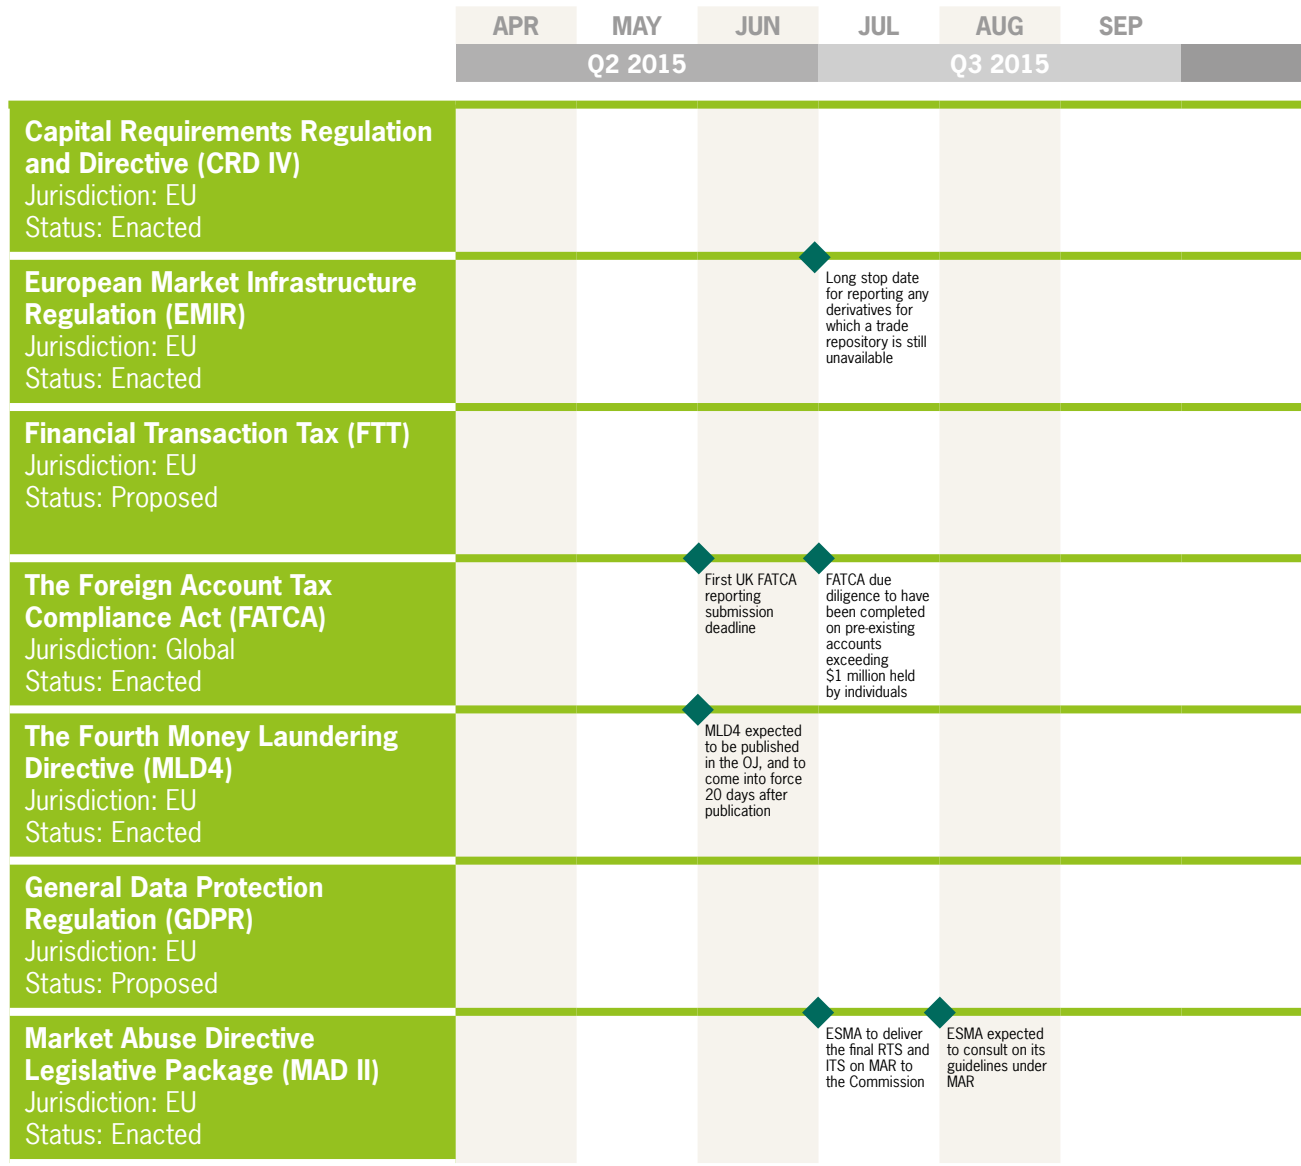 APR MAY JUN JUL AUG SEP
Q2 2015 Q3 2015
Capital Requirements Regulation
and Directive (CRD IV)
Jurisdiction: EU
Status: Enacted
European Market Infrastructure
Regulation (EMIR)
Jurisdiction: EU
Status: Enacted
Long stop date
for reporting any
derivatives for
which a trade
repository is still
unavailable
Financial Transaction Tax (FTT)
Jurisdiction: EU
Status: Proposed
The Foreign Account Tax
Compliance Act (FATCA)
Jurisdiction: Global
Status: Enacted
First UK FATCA
reporting
submission
deadline
FATCA due
diligence to have
been completed
on pre-existing
accounts
exceeding
$1 million held
by individuals
The Fourth Money Laundering
Directive (MLD4)
Jurisdiction: EU
Status: Enacted
MLD4 expected
to be published
in the OJ, and to
come into force
20 days after
publication
General Data Protection
Regulation (GDPR)
Jurisdiction: EU
Status: Proposed
Market Abuse Directive
Legislative Package (MAD II)
Jurisdiction: EU
Status: Enacted
ESMA to deliver
the final RTS and
ITS on MAR to
the Commission
ESMA expected
to consult on its
guidelines under
MAR